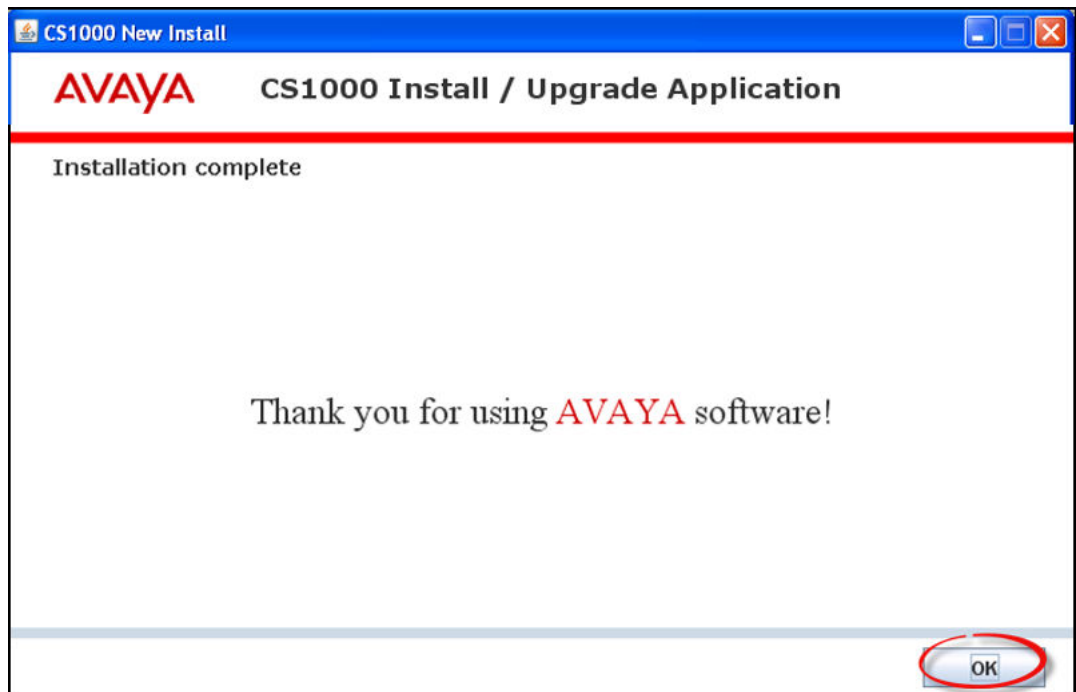 CS1000 New Install
AVAYA CS1000 Install / Upgrade Application
Installation complete
Thank you for using AVAYA software!
OK